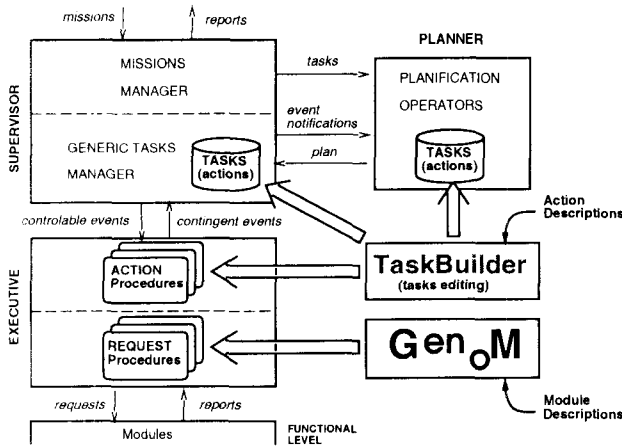 missions
reports
PLANNER
SUPERVISOR
MISSIONS
MANAGER
tasks
PLANIFICATION
OPERATORS
event
notifications
GENERIC TASKS
MANAGER
TASKS
(actions)
plan
TASKS
(actions)
controlable events
contingent events
Action
Descriptions
EXECUTIVE
ACTION
Procedures
TaskBuilder
(tasks editing)
REQUEST
Procedures
GenoM
requests
reports
Module
Descriptions
Modules
FUNCTIONAL
LEVEL